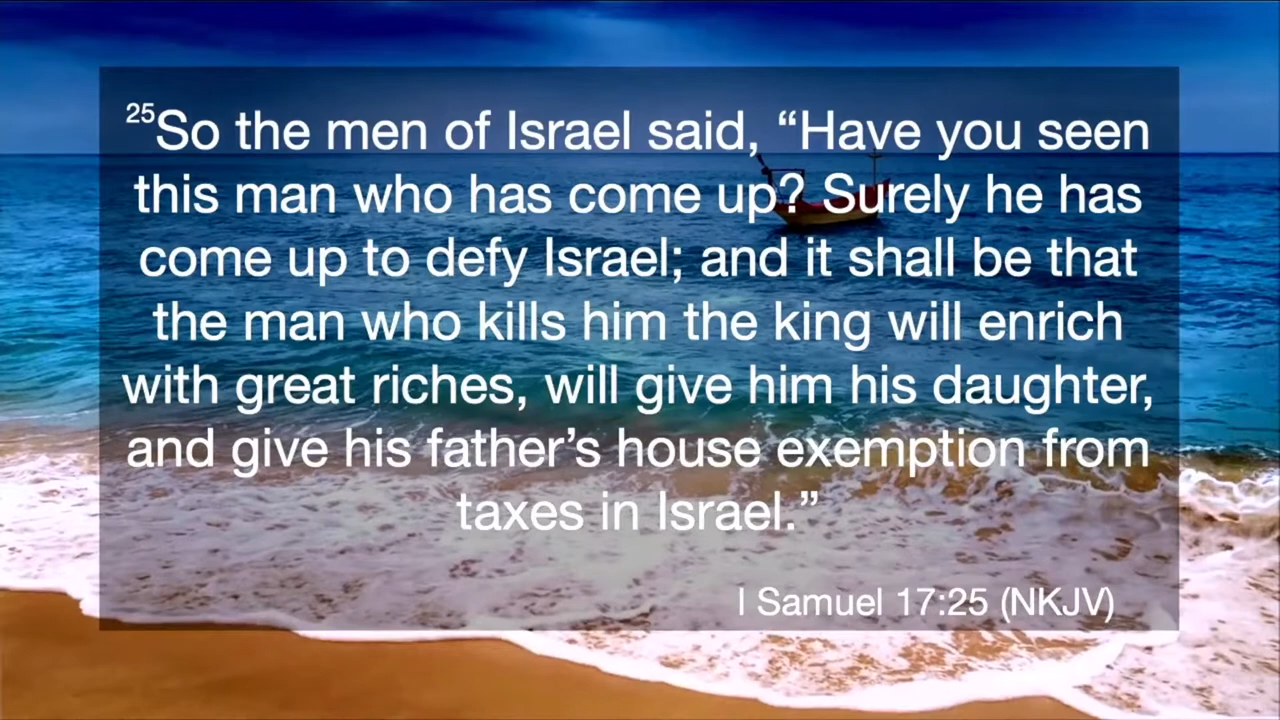 25So the men of Israel said, “Have you seen
this man who has come up? Surely he has
come up to defy Israel; and it shall be that
the man who kills him the king will enrich
with great riches, will give him his daughter,
and give his father’s house exemption from
taxes in Israel.”
I Samuel 17:25 (NKJV)